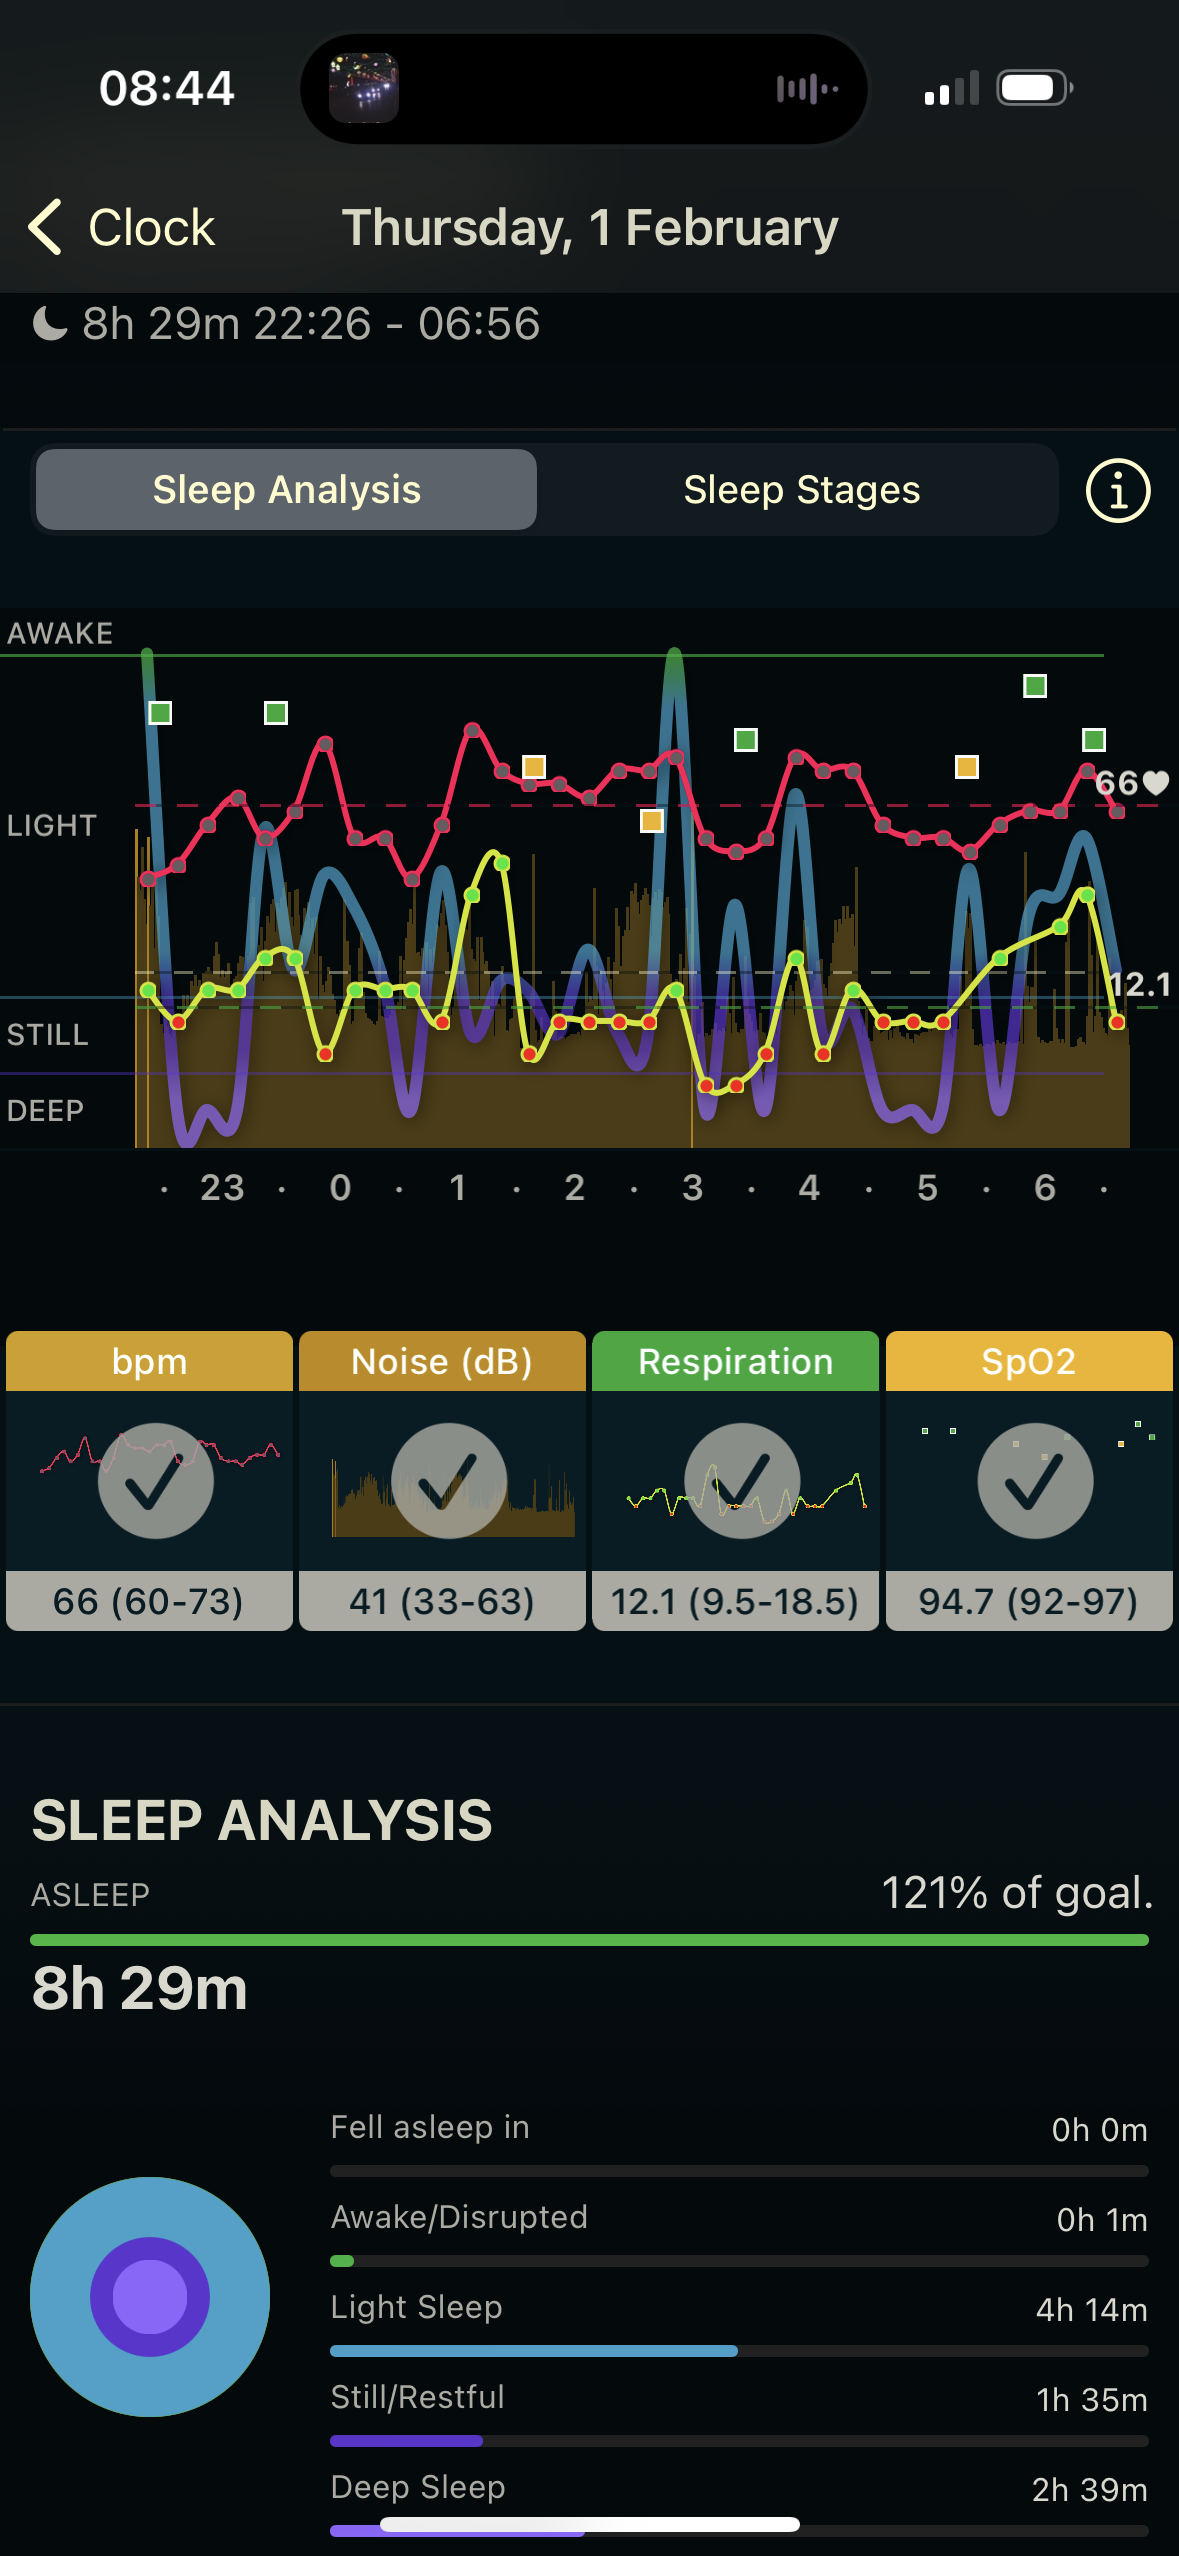 08:44
Clock
Thursday, 1 February
8h 29m 22:26 - 06:56
Sleep Analysis
Sleep Stages
AWAKE
66
LIGHT
12.1
STILL
DEEP
· 23 · 0 · 1 · 2 · 3 · 4 · 5 · 6 ·
bpm
Noise (dB)
Respiration
SpO2
66 (60-73)
41 (33-63)
12.1 (9.5-18.5)
94.7 (92-97)
SLEEP ANALYSIS
ASLEEP
121% of goal.
8h 29m
Fell asleep in
0h 0m
Awake/Disrupted
0h 1m
Light Sleep
4h 14m
Still/Restful
1h 35m
Deep Sleep
2h 39m